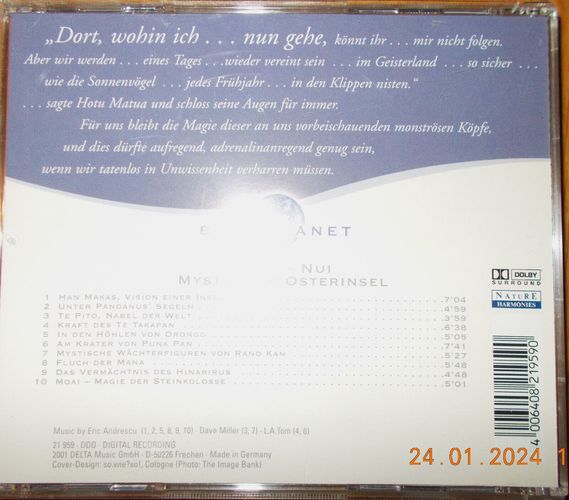 „Dort, wohin ich . . . nun gehe, könnt ihr . . . mir nicht folgen.
Aber wir werden . . . eines Tages . . .wieder vereint sein . . . im Geisterland . . . so sicher . . .
wie die Sonnenvögel . . . jedes Frühjahr . . . in den Klippen nisten.“
. . . sagte Hotu Matua und schloss seine Augen für immer.
Für uns bleibt die Magie dieser an uns vorbeischauenden monströsen Köpfe,
und dies dürfte aufregend, adrenalinanregend genug sein,
wenn wir tatenlos in Unwissenheit verharren müssen.
NUI
OSTERINSEL
1 HAN MAKAS, VISION EINER 7'04
2 UNTER PANDANUS' SEGELN 4'59
3 TE PITO, NABEL DER WELT 3'59
4 KRAFT DES TE TAKAPAN 6'38
5 IN DEN HÖHLEN VON ORONGO 5'05
6 AM KRATER VON PUNA PAN 7'41
7 MYSTISCHE WÄCHTERFIGUREN VON RANO KAN 5'27
8 FLUCH DER MANA 5'48
9 DAS VERMÄCHTNIS DES HINARIRUS 4'48
10 MOAI – MAGIE DER STEINKOLOSSE 5'01
DOLBY
SURROUND
NATURE
HARMONIES
4 006408 219590
Music by Eric Andrescu (1, 2, 5, 8, 9, 10) · Dave Miller (3, 7) · L.A.Tom (4, 6)
21 959 · DDD · DIGITAL RECORDING
2001 DELTA Music GmbH · D-50226 Frechen · Made in Germany
Cover-Design: so.wie?so!, Cologne (Photo: The Image Bank)
24.01.2024 1